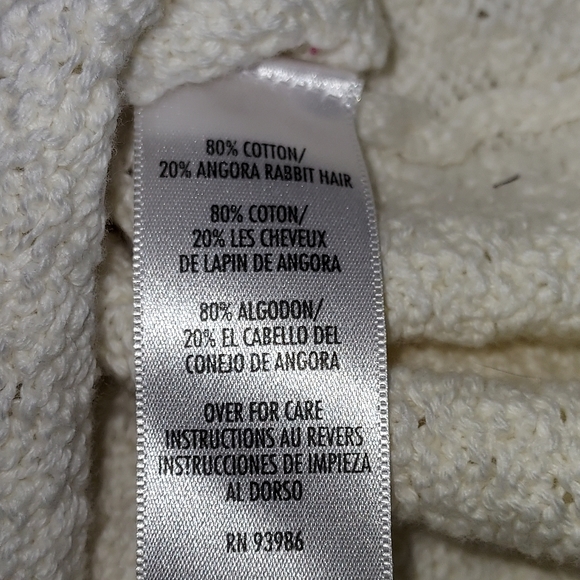 80% COTTON/
20% ANGORA RABBIT HAIR
80% COTON/
20% LES CHEVEUX
DE LAPIN DE ANGORA
80% ALGODON/
20% EL CABELLO DEL
CONEJO DE ANGORA
OVER FOR CARE
INSTRUCTIONS AU REVERS
INSTRUCCIONES DE IMPIEZA
AL DORSO
RN 93986